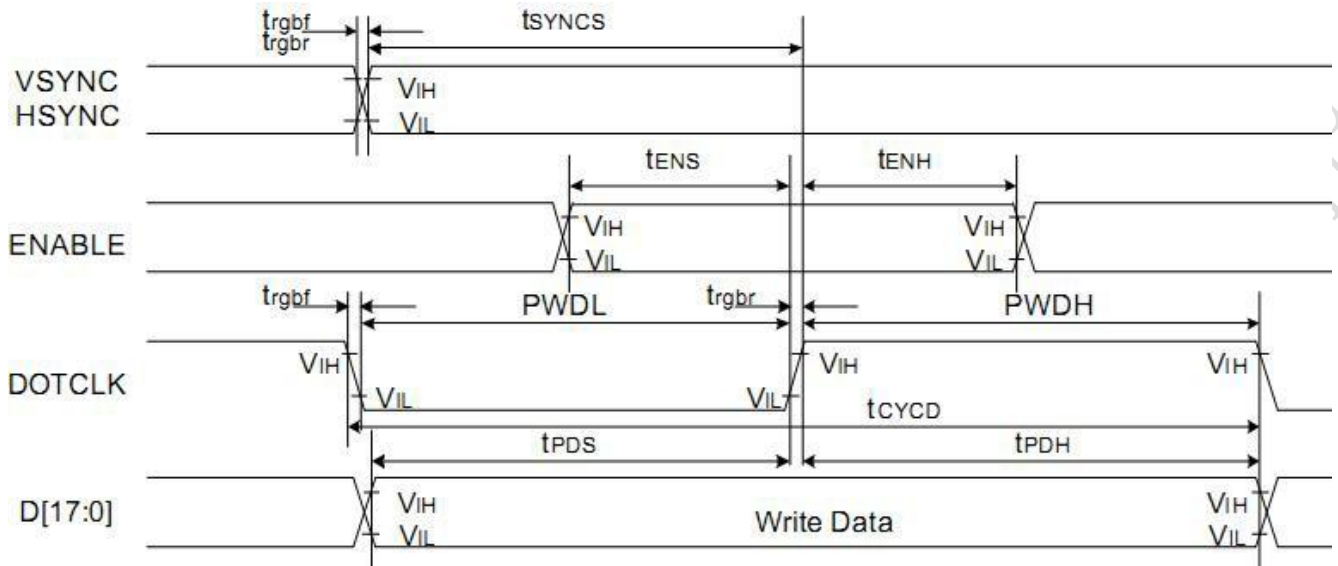 trgbf
trgbr
tSYNCS
VSYNC
HSYNC
VIH
VIL
tENS
tENH
ENABLE
VIH
VIL
VIH
VIL
trgbf
PWDL
trgbr
PWDH
DOTCLK
VIH
VIL
VIL
VIH
VIH
tCYCD
tPDS
tPDH
D[17:0]
VIH
VIL
Write Data
VIH
VIL